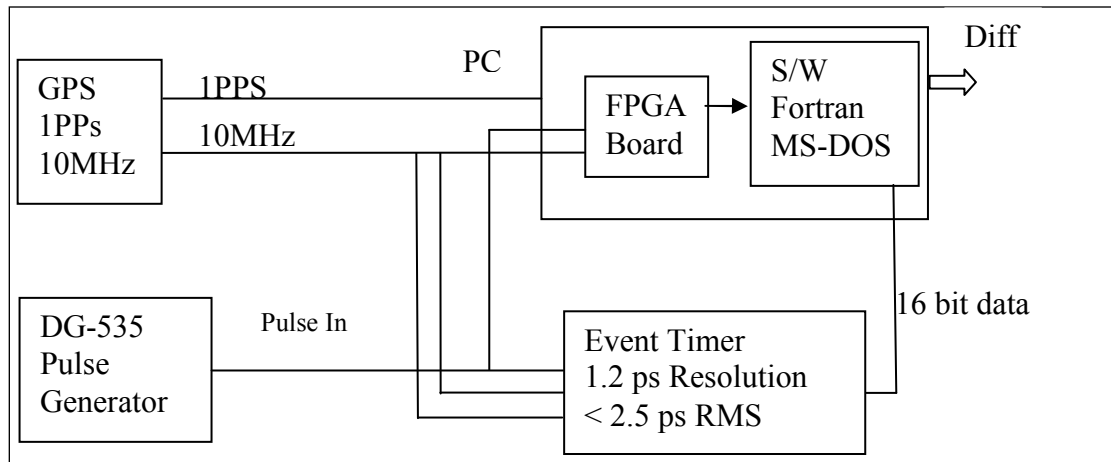 Diff
PC
GPS
1PPs
10MHz
1PPS
10MHz
FPGA
Board
S/W
Fortran
MS-DOS
16 bit data
DG-535
Pulse
Generator
Pulse In
Event Timer
1.2 ps Resolution
< 2.5 ps RMS